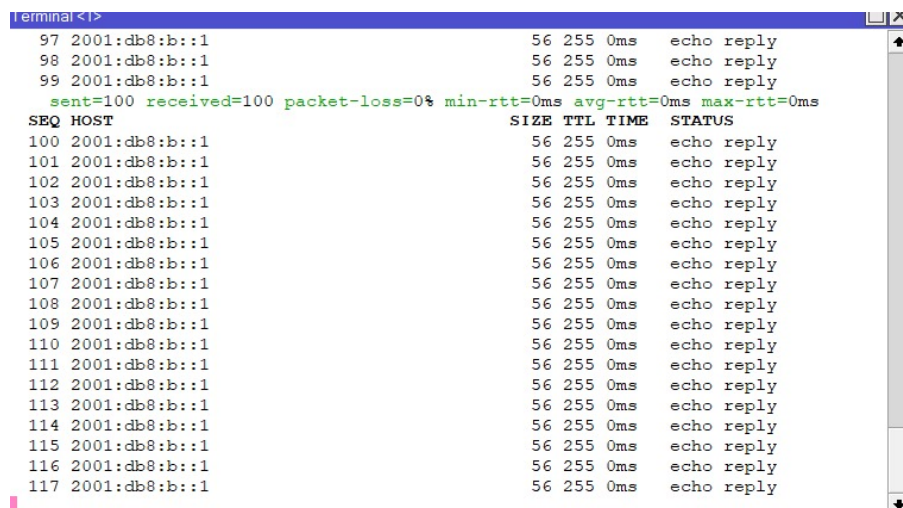 Terminal <1>
97 2001:db8:b::1 56 255 0ms echo reply
98 2001:db8:b::1 56 255 0ms echo reply
99 2001:db8:b::1 56 255 0ms echo reply
sent=100 received=100 packet-loss=0% min-rtt=0ms avg-rtt=0ms max-rtt=0ms
SEQ HOST SIZE TTL TIME STATUS
100 2001:db8:b::1 56 255 0ms echo reply
101 2001:db8:b::1 56 255 0ms echo reply
102 2001:db8:b::1 56 255 0ms echo reply
103 2001:db8:b::1 56 255 0ms echo reply
104 2001:db8:b::1 56 255 0ms echo reply
105 2001:db8:b::1 56 255 0ms echo reply
106 2001:db8:b::1 56 255 0ms echo reply
107 2001:db8:b::1 56 255 0ms echo reply
108 2001:db8:b::1 56 255 0ms echo reply
109 2001:db8:b::1 56 255 0ms echo reply
110 2001:db8:b::1 56 255 0ms echo reply
111 2001:db8:b::1 56 255 0ms echo reply
112 2001:db8:b::1 56 255 0ms echo reply
113 2001:db8:b::1 56 255 0ms echo reply
114 2001:db8:b::1 56 255 0ms echo reply
115 2001:db8:b::1 56 255 0ms echo reply
116 2001:db8:b::1 56 255 0ms echo reply
117 2001:db8:b::1 56 255 0ms echo reply